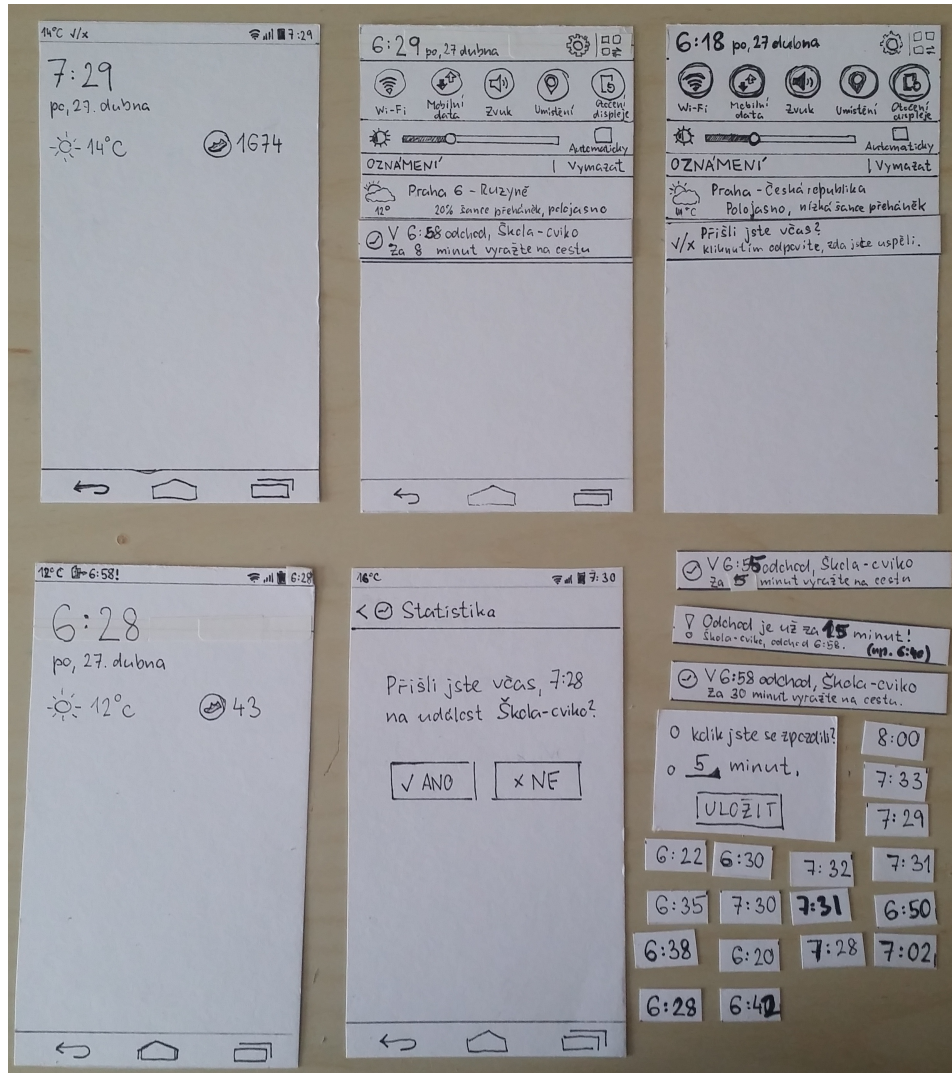 14°C √/x 7:29
7:29
po, 27. dubna
14°C 1674
6:29 po, 27 dubna
Wi-Fi Mobilní data Zvuk Umístění Otočení displeje
Automaticky
OZNÁMENÍ | Vymazat
Praha 6 - Ruzyně
12° 20% šance přeháněk, polojasno
V 6:58 odchod, Škola-cviko
Za 8 minut vyražte na cestu
6:18 po, 27 dubna
Wi-Fi Mobilní data Zvuk Umístění Otočení displeje
Automaticky
OZNÁMENÍ | Vymazat
Praha - Česká republika
14°C Polojasno, nízká šance přeháněk
√/x Přišli jste včas?
kliknutím odpovíte, zda jste uspěli.
12°C 6:58! 6:28
6:28
po, 27. dubna
12°C 43
16°C 7:30
< Statistika
Přišli jste včas, 7:28
na událost Škola-cviko?
√ ANO × NE
V 6:55 odchod, Škola-cviko
Za 5 minut vyražte na cestu
! Odchod je už za 15 minut!
Škola-cviko, odchod 6:58. (np. 6:40)
V 6:58 odchod, Škola-cviko
Za 30 minut vyražte na cestu.
O kolik jste se zpozdili?
o 5 minut.
ULOŽIT
8:00
7:33
7:29
6:22 6:30 7:32 7:31
6:35 7:30 7:31 6:50
6:38 6:20 7:28 7:02
6:28 6:42